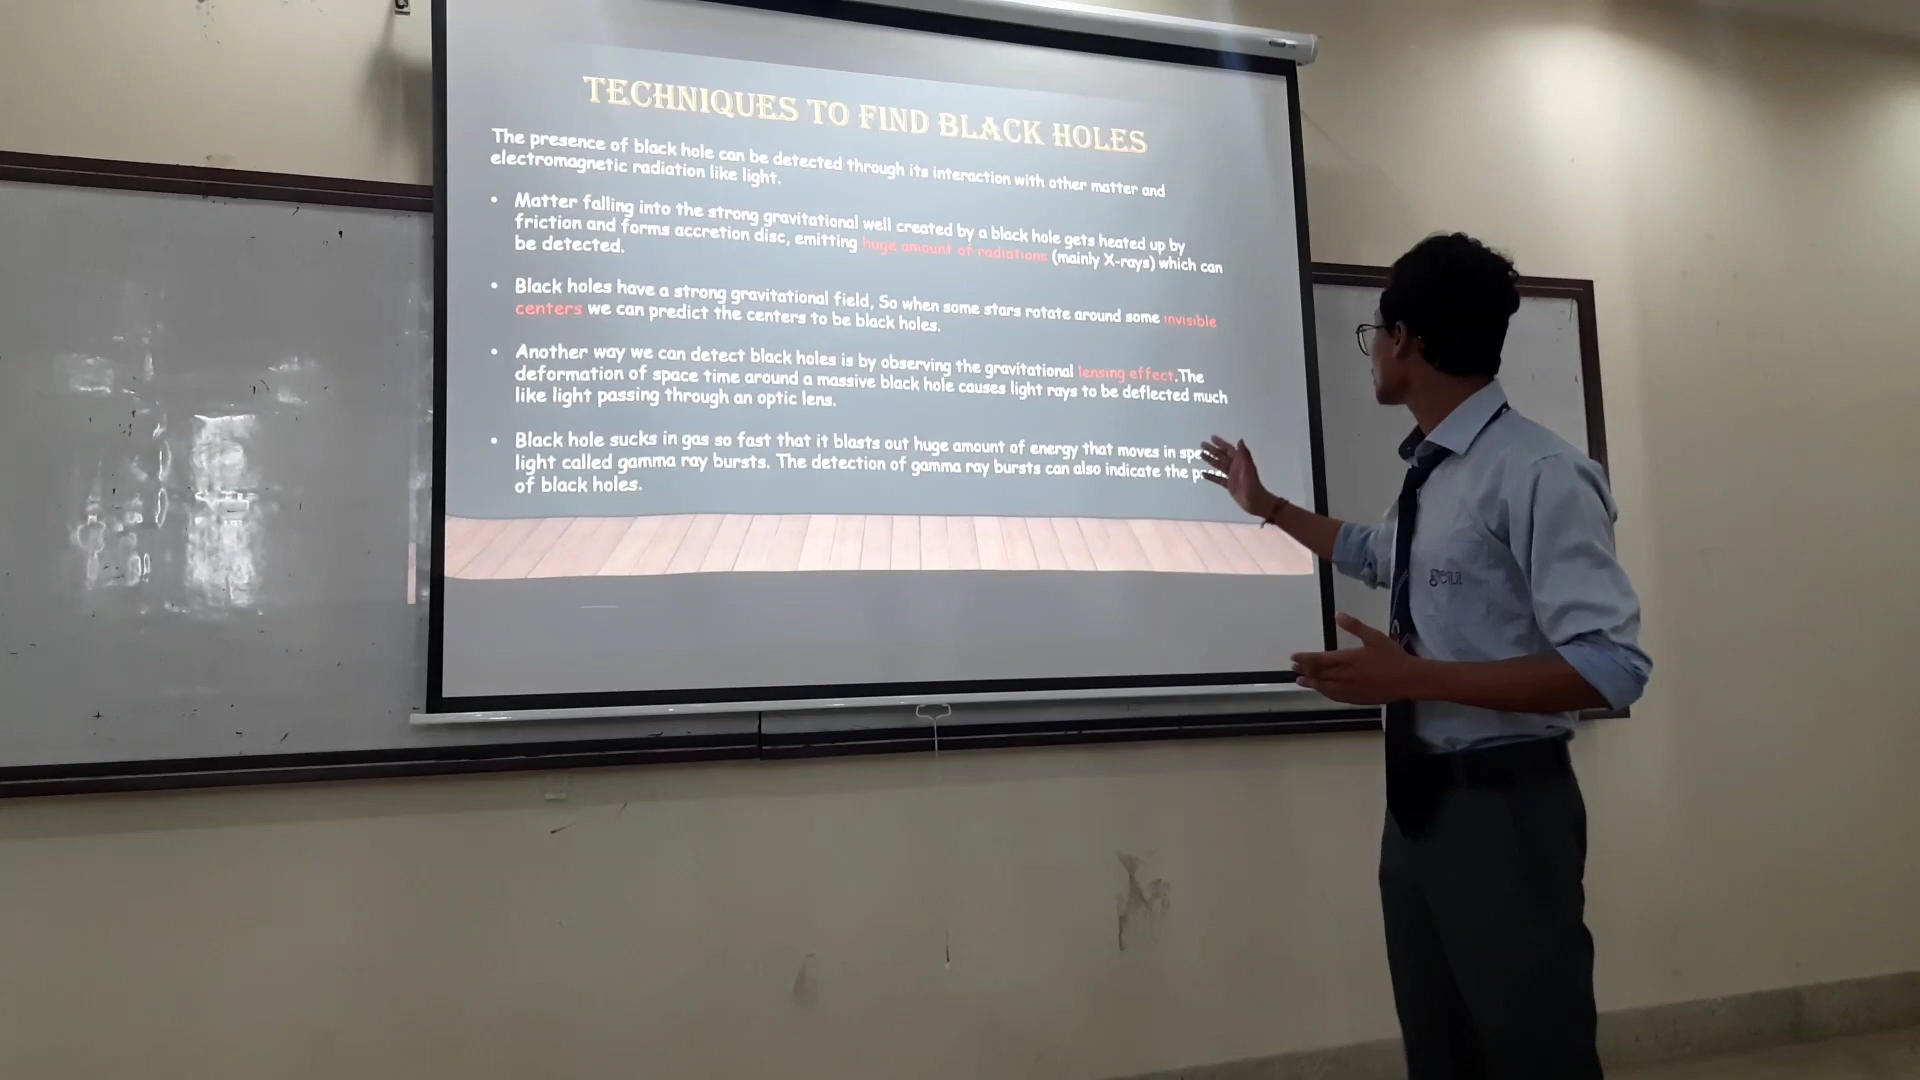 TECHNIQUES TO FIND BLACK HOLES
The presence of black hole can be detected through its interaction with other matter and
electromagnetic radiation like light.
• Matter falling into the strong gravitational well created by a black hole gets heated up by
friction and forms accretion disc, emitting huge amount of radiations (mainly X-rays) which can
be detected.
• Black holes have a strong gravitational field, So when some stars rotate around some invisible
centers we can predict the centers to be black holes.
• Another way we can detect black holes is by observing the gravitational lensing effect.The
deformation of space time around a massive black hole causes light rays to be deflected much
like light passing through an optic lens.
• Black hole sucks in gas so fast that it blasts out huge amount of energy that moves in
light called gamma ray bursts. The detection of gamma ray bursts can also indicate the
of black holes.
geu